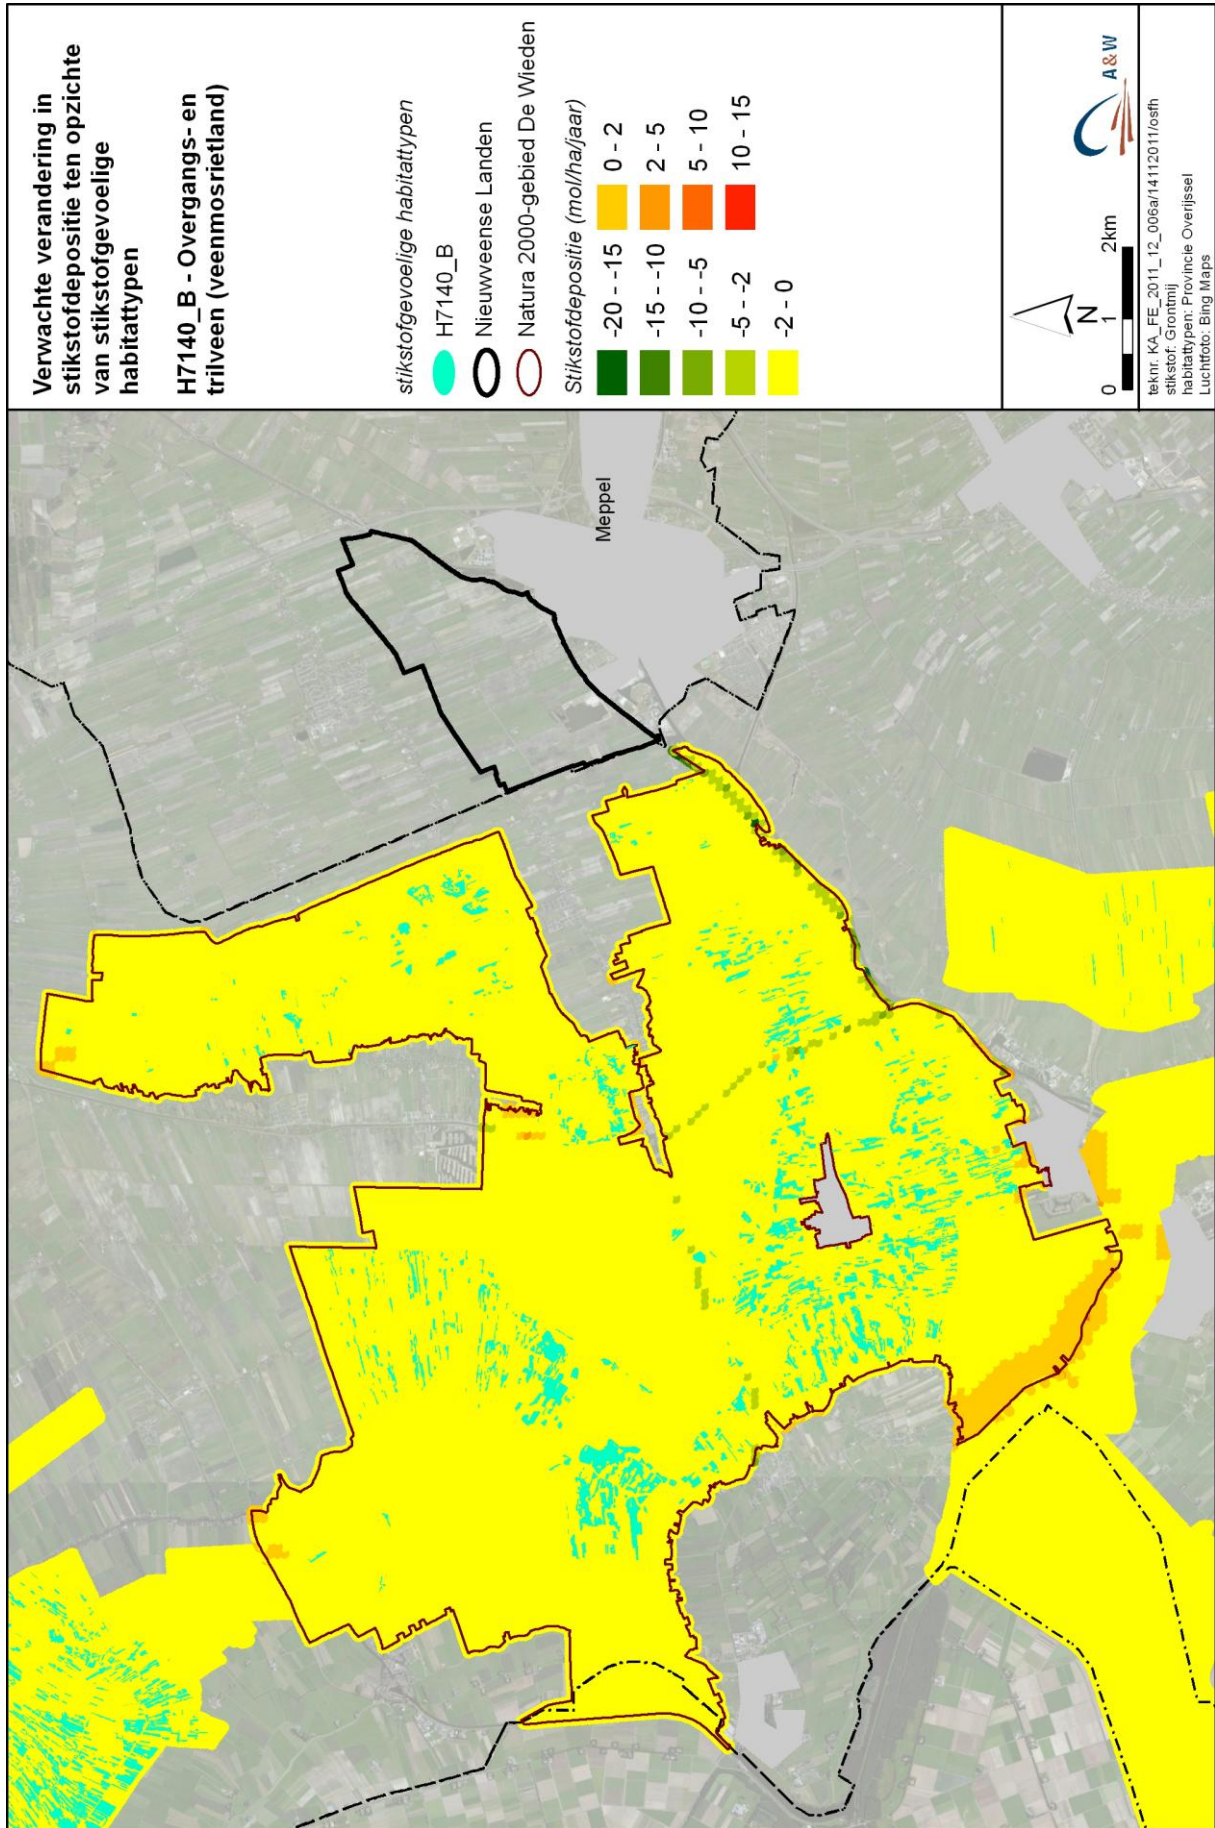 Verwachte verandering in
stikstofdepositie ten opzichte
van stikstofgevoelige
habitattypen
H7140_B - Overgangs- en
trilveen (veenmosrietland)
stikstofgevoelige habitattypen
H7140_B
Nieuwveense Landen
Natura 2000-gebied De Wieden
Stikstofdepositie (mol/ha/jaar)
-20 - -15
-15 - -10
-10 - -5
-5 - -2
-2 - 0
0 - 2
2 - 5
5 - 10
10 - 15
N
0 1 2km
A&W
teknr. KA_FE_2011_12_006a/14112011/osfh
stikstof: Grontmij
habitattypen: Provincie Overijssel
Luchtfoto: Bing Maps
Meppel